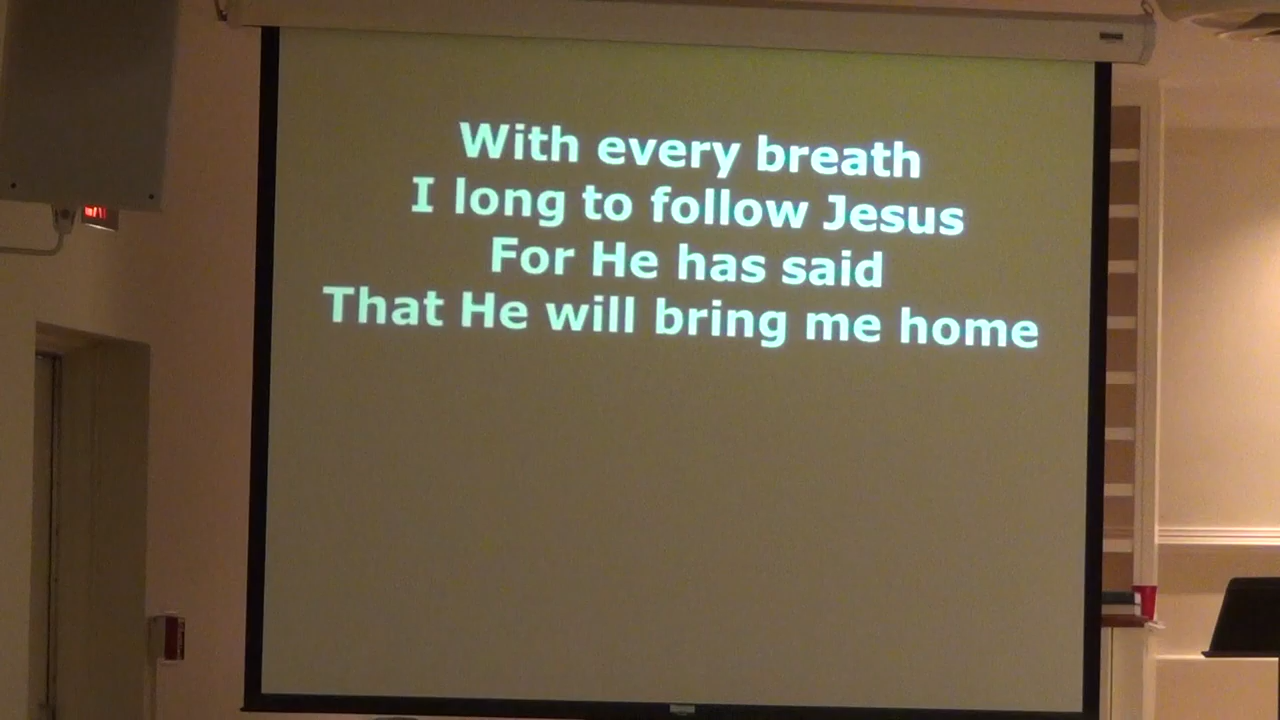 With every breath
I long to follow Jesus
For He has said
That He will bring me home